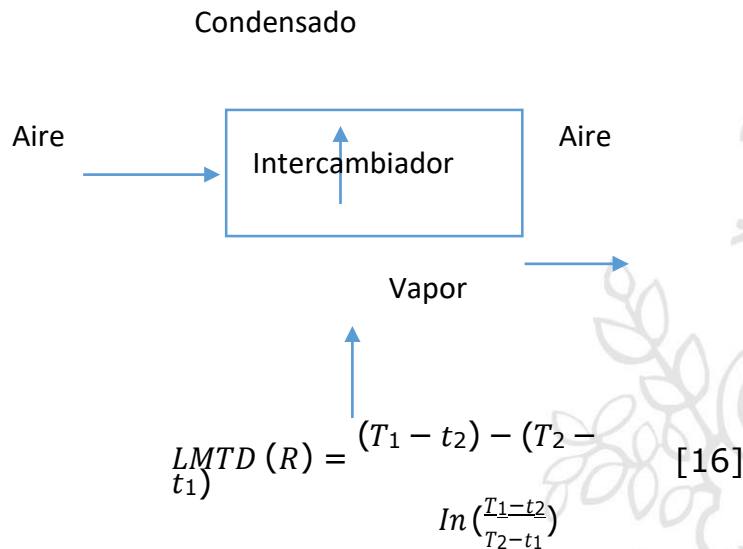 Condensado
Aire
Aire
Intercambiador
Vapor
LMTD (R) = (T1 − t2) − (T2 − t1) [16]
In (T1−t2 / T2−t1)